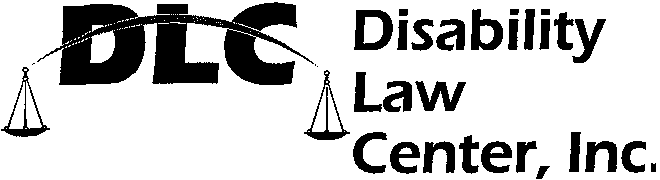 DLC
Disability
Law
Center, Inc.